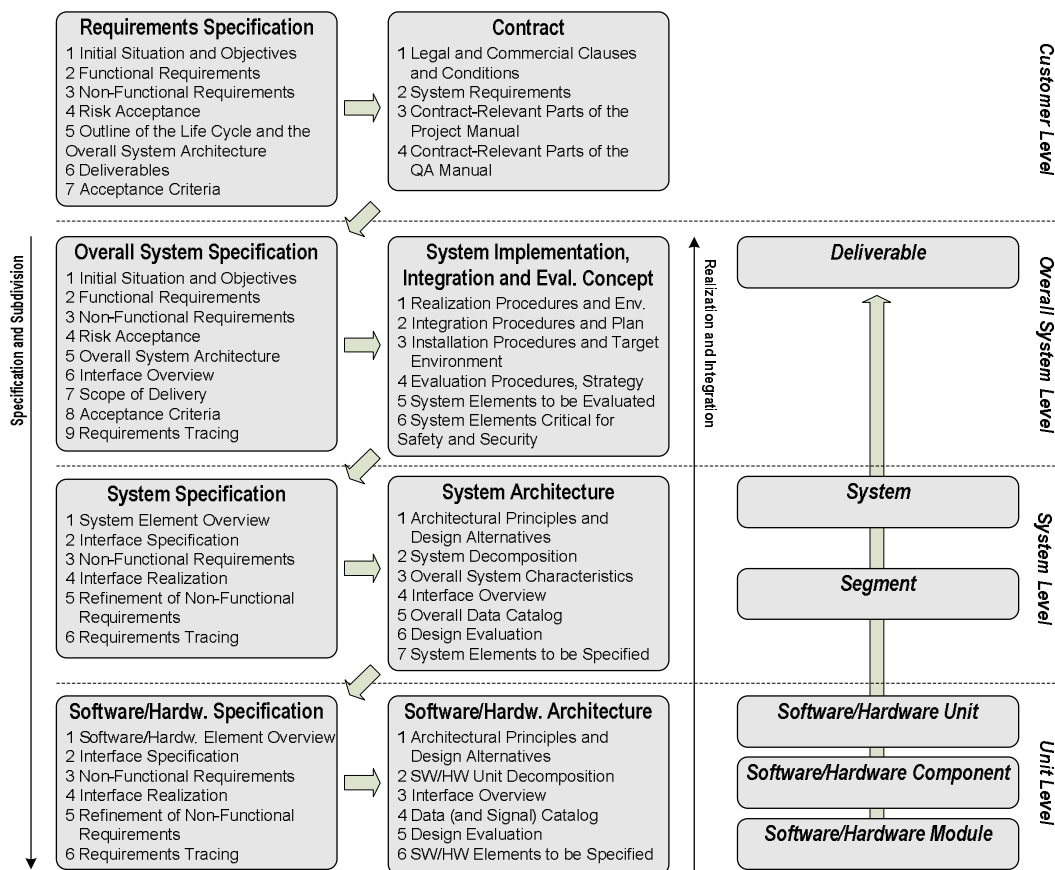 Requirements Specification
1 Initial Situation and Objectives
2 Functional Requirements
3 Non-Functional Requirements
4 Risk Acceptance
5 Outline of the Life Cycle and the
Overall System Architecture
6 Deliverables
7 Acceptance Criteria
Contract
1 Legal and Commercial Clauses
and Conditions
2 System Requirements
3 Contract-Relevant Parts of the
Project Manual
4 Contract-Relevant Parts of the
QA Manual
Customer Level
Specification and Subdivision
Overall System Specification
1 Initial Situation and Objectives
2 Functional Requirements
3 Non-Functional Requirements
4 Risk Acceptance
5 Overall System Architecture
6 Interface Overview
7 Scope of Delivery
8 Acceptance Criteria
9 Requirements Tracing
System Implementation,
Integration and Eval. Concept
1 Realization Procedures and Env.
2 Integration Procedures and Plan
3 Installation Procedures and Target
Environment
4 Evaluation Procedures, Strategy
5 System Elements to be Evaluated
6 System Elements Critical for
Safety and Security
Realization and Integration
Deliverable
Overall System Level
System Specification
1 System Element Overview
2 Interface Specification
3 Non-Functional Requirements
4 Interface Realization
5 Refinement of Non-Functional
Requirements
6 Requirements Tracing
System Architecture
1 Architectural Principles and
Design Alternatives
2 System Decomposition
3 Overall System Characteristics
4 Interface Overview
5 Overall Data Catalog
6 Design Evaluation
7 System Elements to be Specified
System
Segment
System Level
Software/Hardw. Specification
1 Software/Hardw. Element Overview
2 Interface Specification
3 Non-Functional Requirements
4 Interface Realization
5 Refinement of Non-Functional
Requirements
6 Requirements Tracing
Software/Hardw. Architecture
1 Architectural Principles and
Design Alternatives
2 SW/HW Unit Decomposition
3 Interface Overview
4 Data (and Signal) Catalog
5 Design Evaluation
6 SW/HW Elements to be Specified
Software/Hardware Unit
Software/Hardware Component
Software/Hardware Module
Unit Level